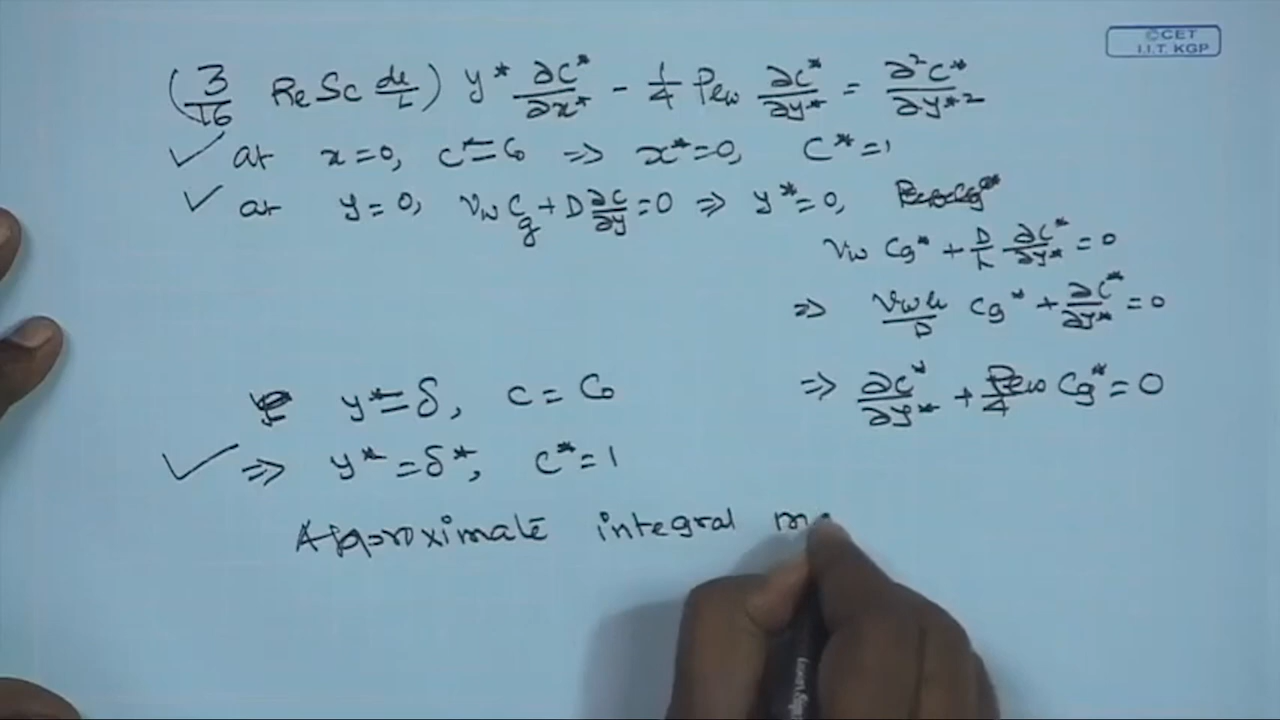 ©CET
I.I.T. KGP
(3/16 Re Sc de/L) y* ∂c*/∂x* - 1/4 Pew ∂c*/∂y* = ∂²c*/∂y*²
✓ at x=0, c*=C0 ⇒ x*=0, C*=1
✓ at y=0, Vw Cg + D ∂c/∂y = 0 ⇒ y*=0,
Vw Cg* + D/h ∂c*/∂y* = 0
⇒ Vw h/D Cg* + ∂c*/∂y* = 0
⇒ ∂c*/∂y* + Pew/4 Cg* = 0
y*=δ, c = C0
✓ ⇒ y*=δ*, c*=1
Approximate integral m